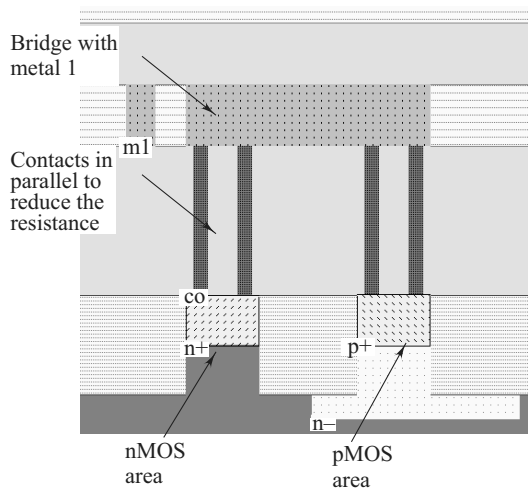 Bridge with
metal 1
m1
Contacts in
parallel to
reduce the
resistance
co
n+
p+
n–
nMOS
area
pMOS
area